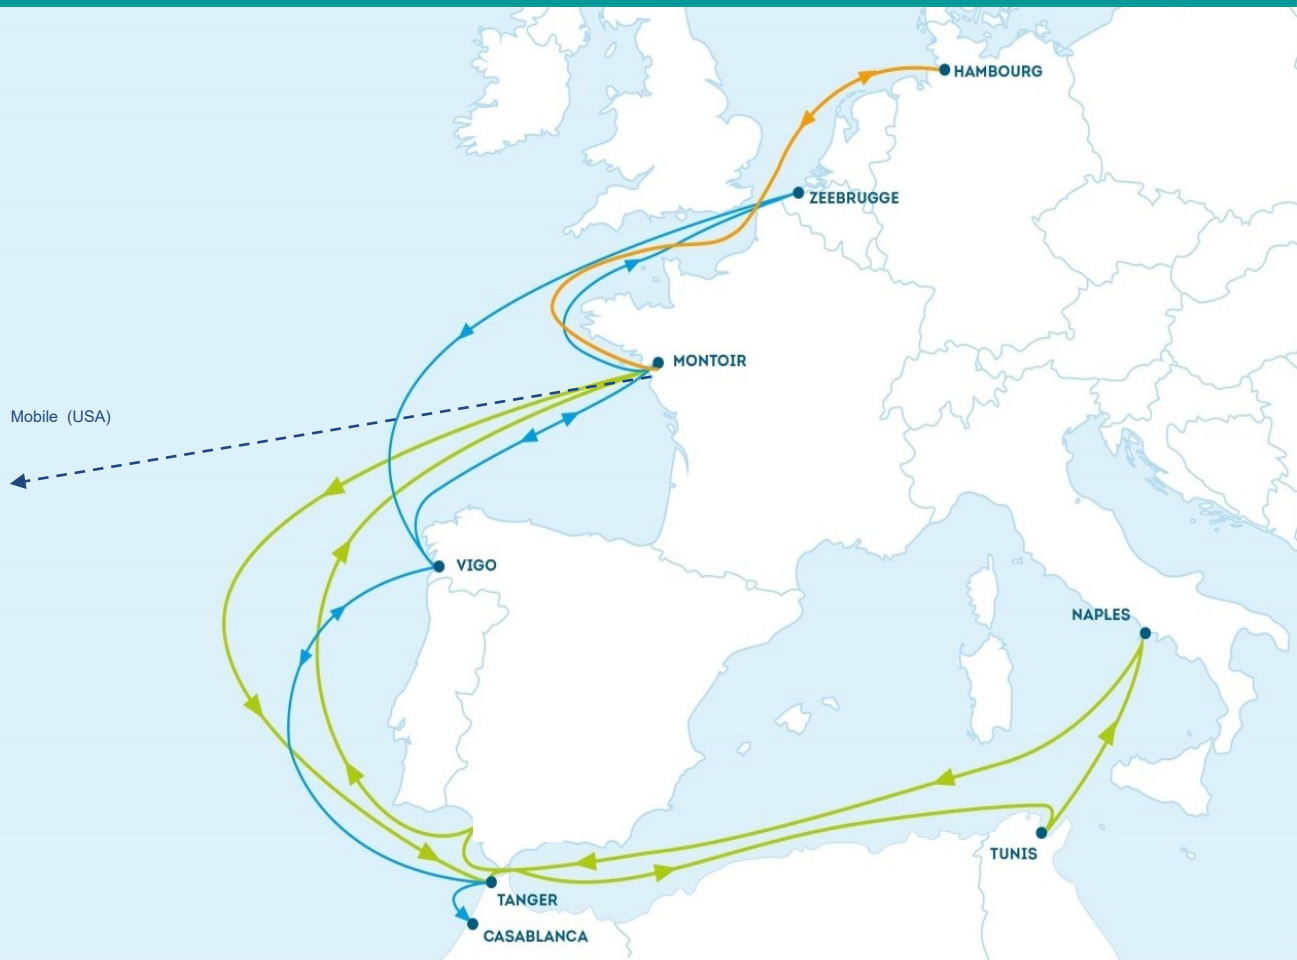 HAMBOURG
ZEEBRUGGE
MONTOIR
Mobile (USA)
VIGO
NAPLES
TUNIS
TANGER
CASABLANCA